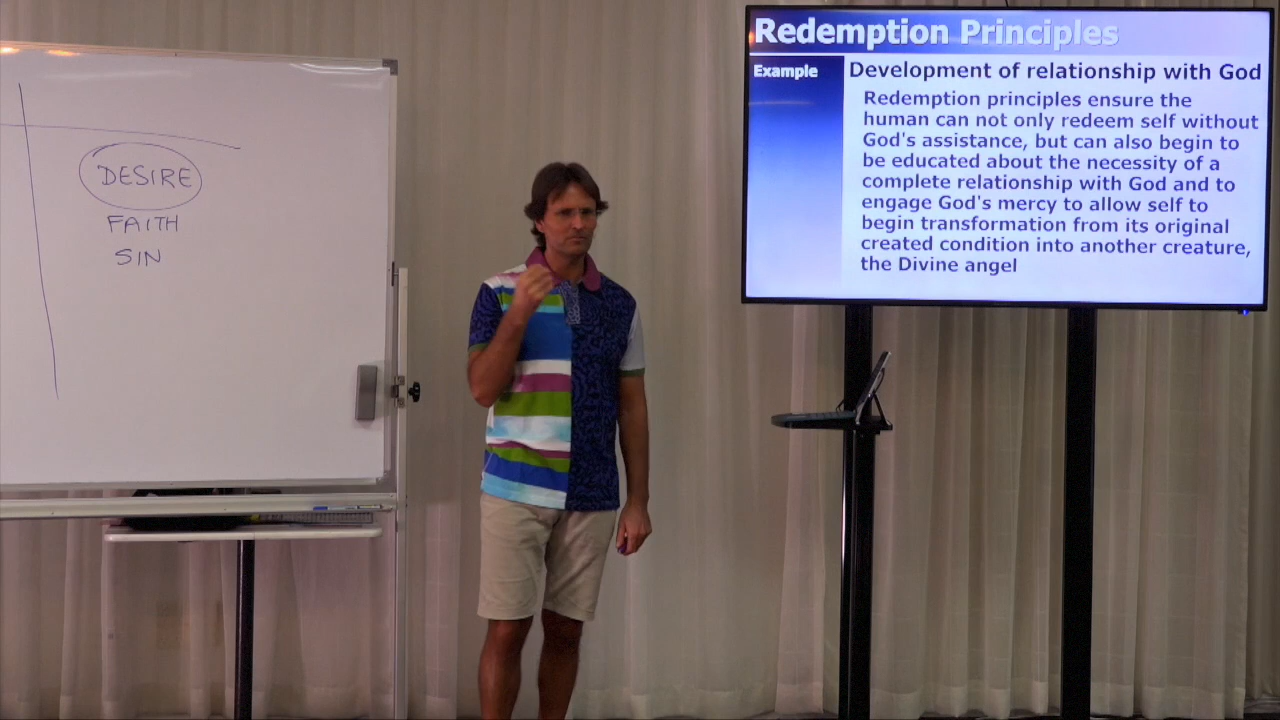 DESIRE
FAITH
SIN
Redemption Principles
Example
Development of relationship with God
Redemption principles ensure the
human can not only redeem self without
God's assistance, but can also begin to
be educated about the necessity of a
complete relationship with God and to
engage God's mercy to allow self to
begin transformation from its original
created condition into another creature,
the Divine angel